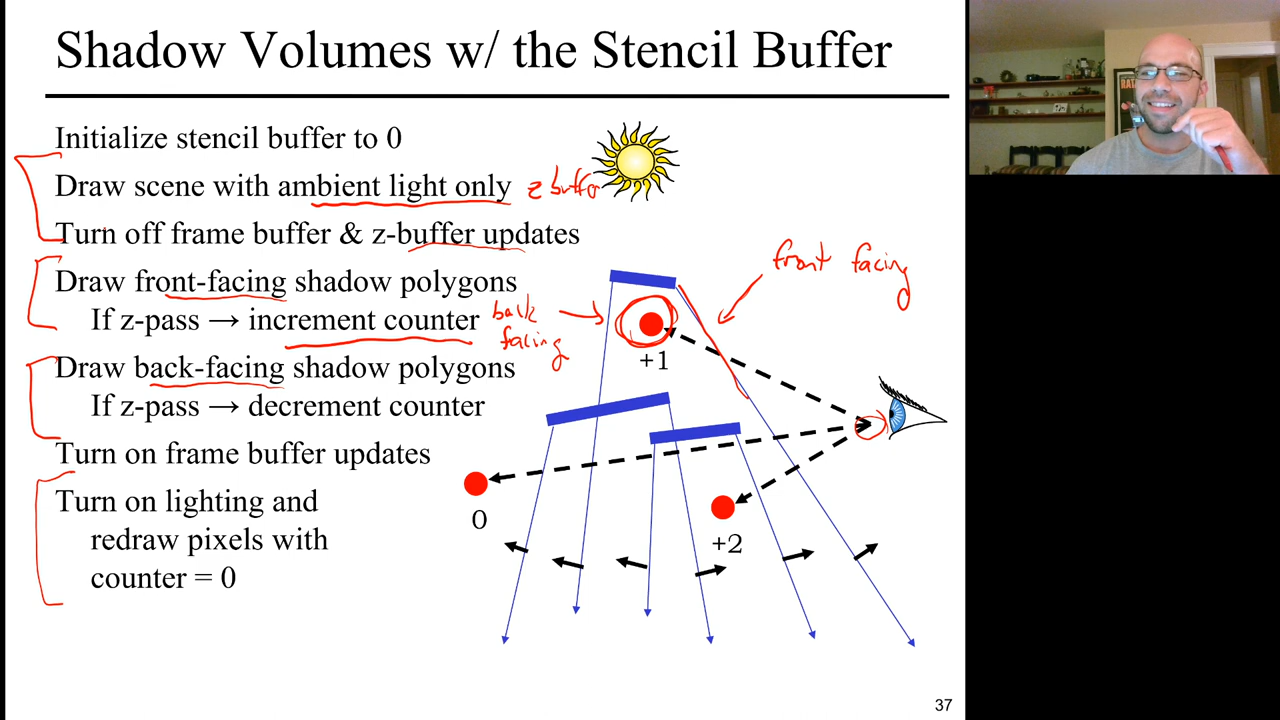 Shadow Volumes w/ the Stencil Buffer
Initialize stencil buffer to 0
Draw scene with ambient light only z buffer
Turn off frame buffer & z-buffer updates
Draw front-facing shadow polygons
If z-pass → increment counter
Draw back-facing shadow polygons
If z-pass → decrement counter
Turn on frame buffer updates
Turn on lighting and
redraw pixels with
counter = 0
front facing
back
facing
+1
0
+2
37